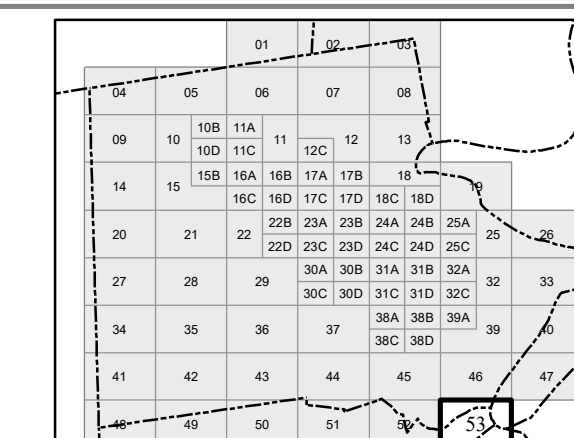 01 02 03
04 05 06 07 08
10B 11A
09 10 11 12 13
10D 11C 12C
15B 16A 16B 17A 17B 18
14 15 19
16C 16D 17C 17D 18C 18D
22B 23A 23B 24A 24B 25A
20 21 22 25 26
22D 23C 23D 24C 24D 25C
30A 30B 31A 31B 32A
27 28 29 32 33
30C 30D 31C 31D 32C
38A 38B 39A
34 35 36 37 39 40
38C 38D
41 42 43 44 45 46 47
48 49 50 51 52 53